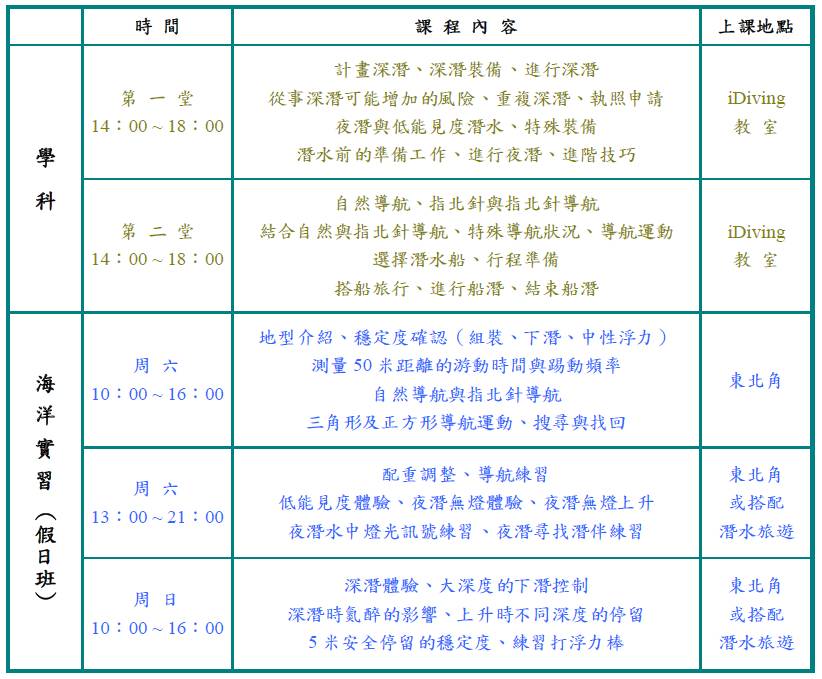 時 間
課 程 內 容
上課地點
學
科
第 一 堂
14：00 ~ 18：00
計畫深潛、深潛裝備、進行深潛
從事深潛可能增加的風險、重複深潛、執照申請
夜潛與低能見度潛水、特殊裝備
潛水前的準備工作、進行夜潛、進階技巧
iDiving
教 室
第 二 堂
14：00 ~ 18：00
自然導航、指北針與指北針導航
結合自然與指北針導航、特殊導航狀況、導航運動
選擇潛水船、行程準備
搭船旅行、進行船潛、結束船潛
iDiving
教 室
海洋實習（假日班）
周 六
10：00 ~ 16：00
地型介紹、穩定度確認（組裝、下潛、中性浮力）
測量 50 米距離的游動時間與踢動頻率
自然導航與指北針導航
三角形及正方形導航運動、搜尋與找回
東北角
周 六
13：00 ~ 21：00
配重調整、導航練習
低能見度體驗、夜潛無燈體驗、夜潛無燈上升
夜潛水中燈光訊號練習、夜潛尋找潛伴練習
東北角
或搭配
潛水旅遊
周 日
10：00 ~ 16：00
深潛體驗、大深度的下潛控制
深潛時氮醉的影響、上升時不同深度的停留
5 米安全停留的穩定度、練習打浮力棒
東北角
或搭配
潛水旅遊